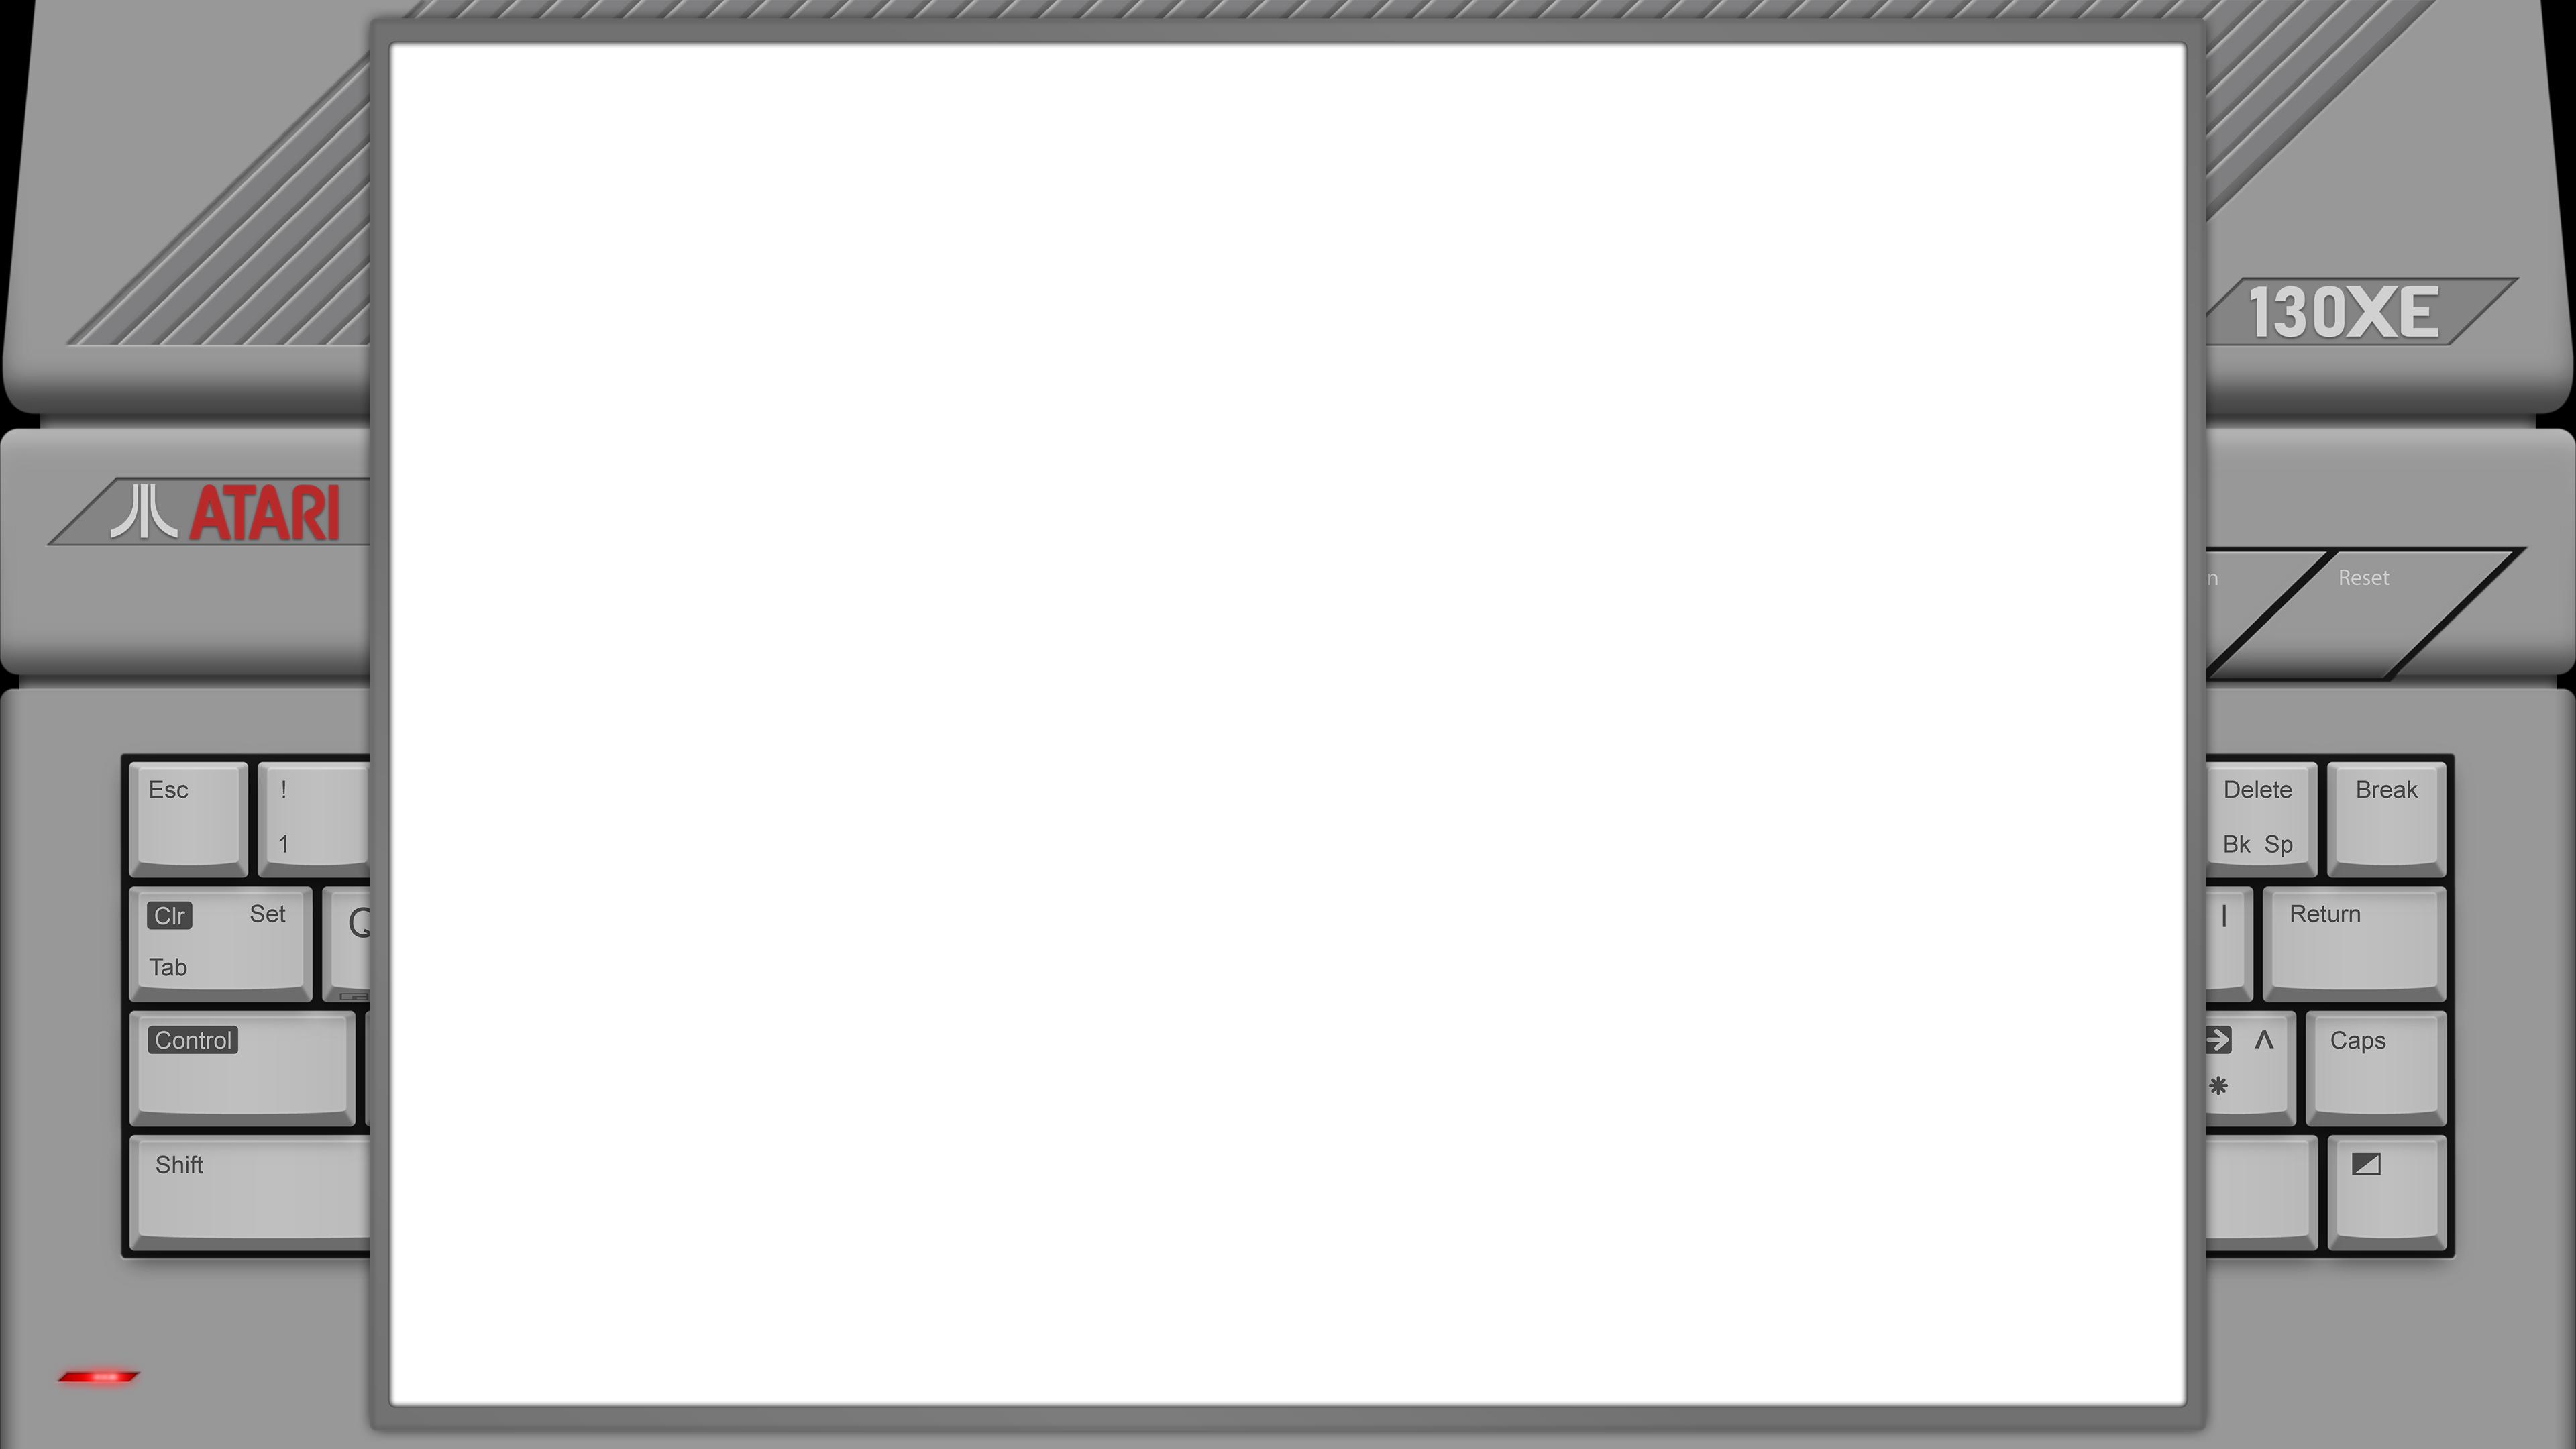 130XE
ATARI
n Reset
Esc ! Delete Break
1 Bk Sp
Clr Set Q | Return
Tab
Control ^ Caps
*
Shift